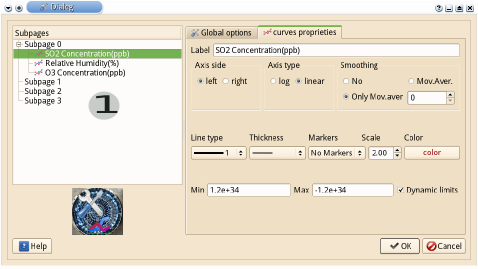 Dialog
Subpages
Subpage 0
SO2 Concentration(ppb)
Relative Humidity(%)
O3 Concentration(ppb)
Subpage 1
Subpage 2
Subpage 3
1
Global options
curves proprieties
Label SO2 Concentration(ppb)
Axis side Axis type Smoothing
left right log linear No Mov.Aver.
Only Mov.aver 0
Line type Thickness Markers Scale Color
1 No Markers 2.00 color
Min 1.2e+34 Max -1.2e+34 Dynamic limits
Help OK Cancel